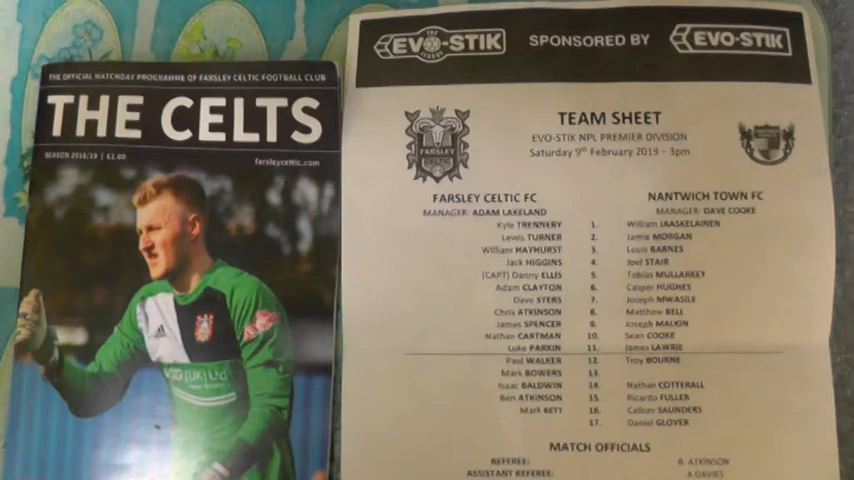 THE OFFICIAL MATCHDAY PROGRAMME OF FARSLEY CELTIC FOOTBALL CLUB
THE CELTS
SEASON 2018/19 | £2.00 farsleyceltic.com
EVO-STIK SPONSORED BY EVO-STIK
TEAM SHEET
EVO-STIK NPL PREMIER DIVISION
Saturday 9th February 2019 – 3pm
FARSLEY CELTIC
FARSLEY CELTIC FC NANTWICH TOWN FC
MANAGER: ADAM LAKELAND MANAGER: DAVE COOKE
Kyle TRENNERY 1. William JAASKELAINEN
Lewis TURNER 2. Jamie MORGAN
William HAYHURST 3. Louis BARNES
Jack HIGGINS 4. Joel STAIR
(CAPT) Danny ELLIS 5. Tobias MULLARKEY
Adam CLAYTON 6. Casper HUGHES
Dave SYERS 7. Joseph MWASILE
Chris ATKINSON 8. Matthew BELL
James SPENCER 9. Joseph MALKIN
Nathan CARTMAN 10. Sean COOKE
Luke PARKIN 11. James LAWRIE
Paul WALKER 12. Troy BOURNE
Mark BOWERS 13.
Isaac BALDWIN 14. Nathan COTTERALL
Ben ATKINSON 15. Ricardo FULLER
Mark BETT 16. Callum SAUNDERS
17. Daniel GLOVER
MATCH OFFICIALS
REFEREE: B. ATKINSON
ASSISTANT REFEREE: A DAVIES